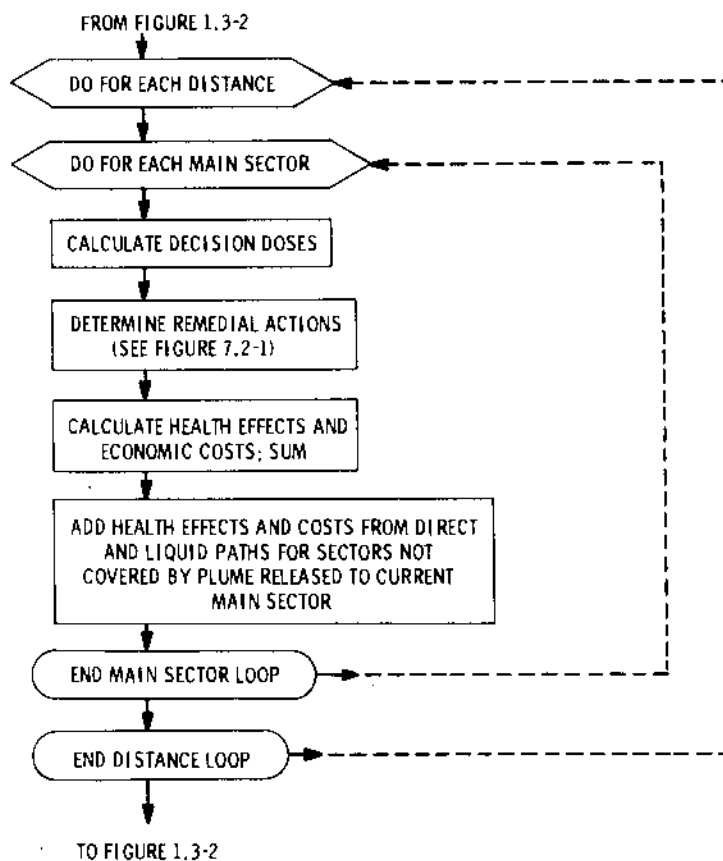 FROM FIGURE 1.3-2
DO FOR EACH DISTANCE
DO FOR EACH MAIN SECTOR
CALCULATE DECISION DOSES
DETERMINE REMEDIAL ACTIONS
(SEE FIGURE 7.2-1)
CALCULATE HEALTH EFFECTS AND
ECONOMIC COSTS; SUM
ADD HEALTH EFFECTS AND COSTS FROM DIRECT
AND LIQUID PATHS FOR SECTORS NOT
COVERED BY PLUME RELEASED TO CURRENT
MAIN SECTOR
END MAIN SECTOR LOOP
END DISTANCE LOOP
TO FIGURE 1.3-2